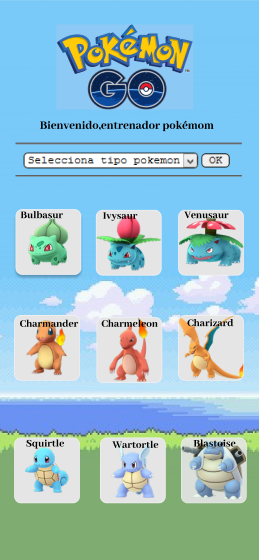 POKÉMON
GO
Bienvenido,entrenador pokémom
Selecciona tipo pokemon OK
Bulbasur Ivysaur Venusaur
Charmander Charmeleon Charizard
Squirtle Wartortle Blastoise